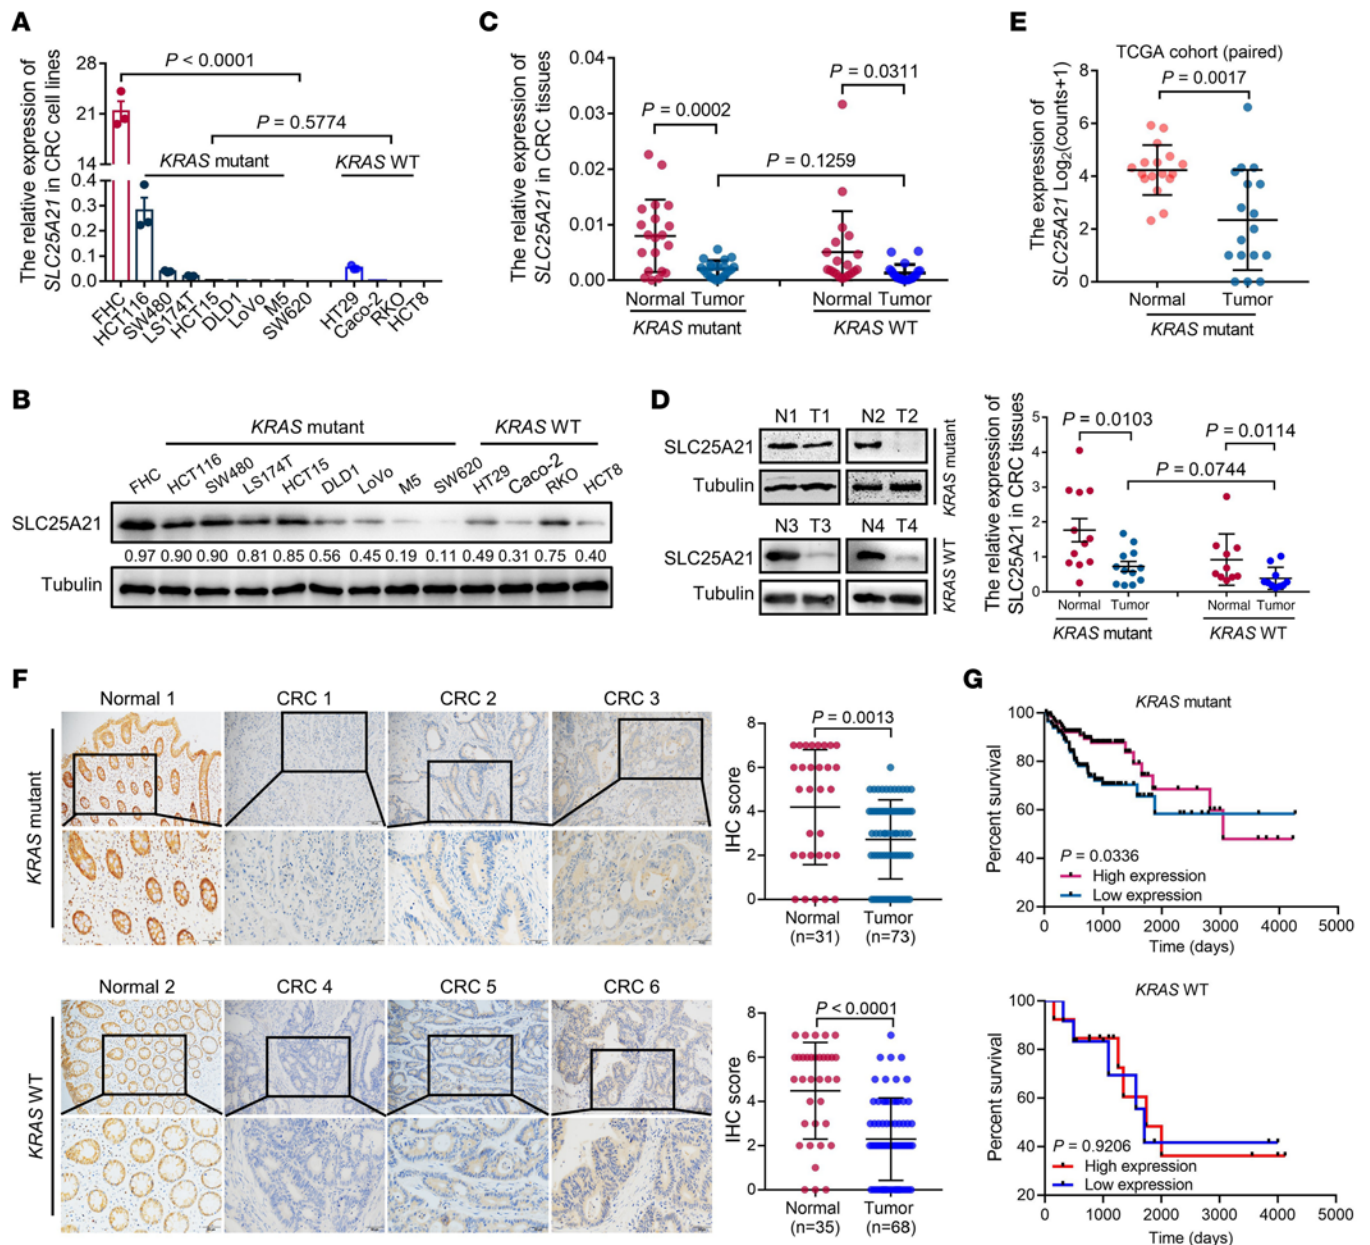 A
The relative expression of
SLC25A21 in CRC cell lines
28
21
14
0.4
0.3
0.2
0.1
0.0
P < 0.0001
P = 0.5774
KRAS mutant
KRAS WT
FHC
HCT116
SW480
LS174T
HCT15
DLD1
LoVo
M5
SW620
HT29
Caco-2
RKO
HCT8
C
The relative expression of
SLC25A21 in CRC tissues
0.04
0.03
0.02
0.01
0.00
P = 0.0002
P = 0.0311
P = 0.1259
Normal Tumor
Normal Tumor
KRAS mutant
KRAS WT
E
TCGA cohort (paired)
The expression of
SLC25A21 Log2(counts+1)
8
6
4
2
0
P = 0.0017
Normal
Tumor
KRAS mutant
B
KRAS mutant
KRAS WT
FHC
HCT116
SW480
LS174T
HCT15
DLD1
LoVo
M5
SW620
HT29
Caco-2
RKO
HCT8
SLC25A21
0.97 0.90 0.90 0.81 0.85 0.56 0.45 0.19 0.11 0.49 0.31 0.75 0.40
Tubulin
D
N1 T1 N2 T2
SLC25A21
Tubulin
KRAS mutant
N3 T3 N4 T4
SLC25A21
Tubulin
KRAS WT
The relative expression of
SLC25A21 in CRC tissues
5
4
3
2
1
0
P = 0.0103
P = 0.0114
P = 0.0744
Normal Tumor
Normal Tumor
KRAS mutant
KRAS WT
F
KRAS mutant
Normal 1
CRC 1
CRC 2
CRC 3
IHC score
8
6
4
2
0
P = 0.0013
Normal
(n=31)
Tumor
(n=73)
KRAS WT
Normal 2
CRC 4
CRC 5
CRC 6
IHC score
8
6
4
2
0
P < 0.0001
Normal
(n=35)
Tumor
(n=68)
G
KRAS mutant
Percent survival
100
80
60
40
20
P = 0.0336
High expression
Low expression
0 1000 2000 3000 4000 5000
Time (days)
KRAS WT
Percent survival
100
80
60
40
20
P = 0.9206
High expression
Low expression
0 1000 2000 3000 4000 5000
Time (days)